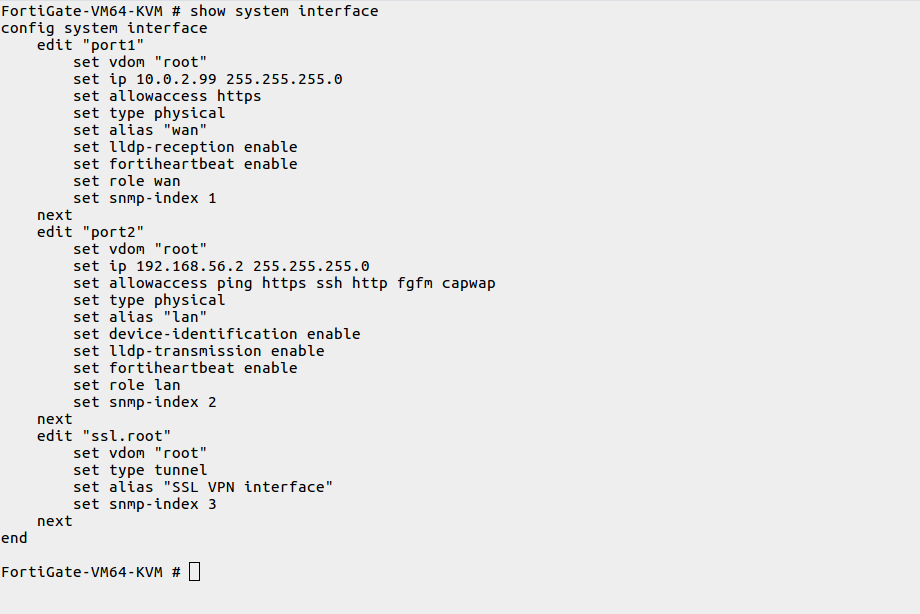 FortiGate-VM64-KVM # show system interface
config system interface
    edit "port1"
        set vdom "root"
        set ip 10.0.2.99 255.255.255.0
        set allowaccess https
        set type physical
        set alias "wan"
        set lldp-reception enable
        set fortiheartbeat enable
        set role wan
        set snmp-index 1
    next
    edit "port2"
        set vdom "root"
        set ip 192.168.56.2 255.255.255.0
        set allowaccess ping https ssh http fgfm capwap
        set type physical
        set alias "lan"
        set device-identification enable
        set lldp-transmission enable
        set fortiheartbeat enable
        set role lan
        set snmp-index 2
    next
    edit "ssl.root"
        set vdom "root"
        set type tunnel
        set alias "SSL VPN interface"
        set snmp-index 3
    next
end
FortiGate-VM64-KVM #